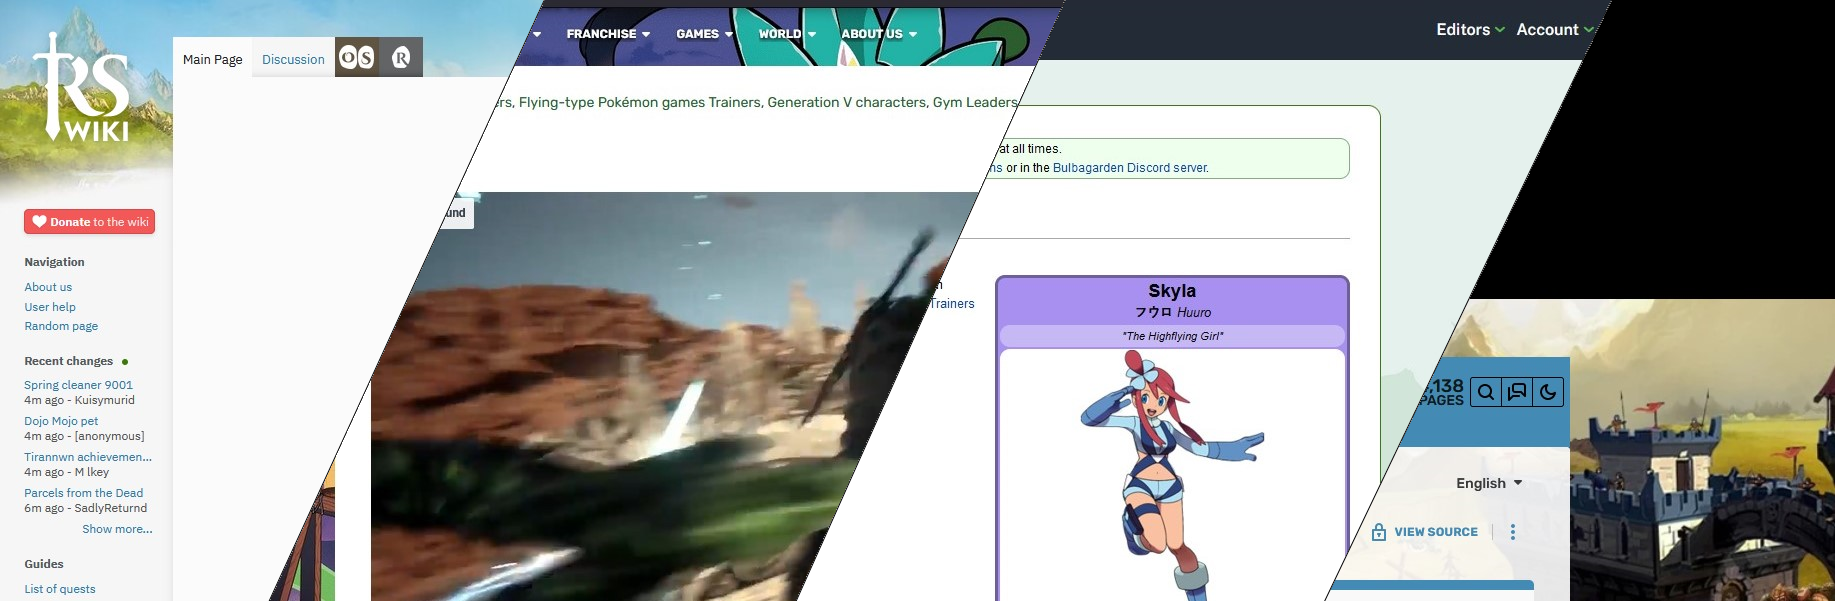 RS
WIKI
Main Page
Discussion
OS
R
Donate to the wiki
Navigation
About us
User help
Random page
Recent changes
Spring cleaner 9001
4m ago - Kuisymurid
Dojo Mojo pet
4m ago - [anonymous]
Tirannwn achievemen...
4m ago - M lkey
Parcels from the Dead
6m ago - SadlyReturnd
Show more...
Guides
List of quests
FRANCHISE
GAMES
WORLD
ABOUT US
rs, Flying-type Pokémon games Trainers, Generation V characters, Gym Leaders
und
at all times.
ns or in the Bulbagarden Discord server.
Trainers
Skyla
フウロ Huuro
"The Highflying Girl"
Editors
Account
,138
PAGES
English
VIEW SOURCE